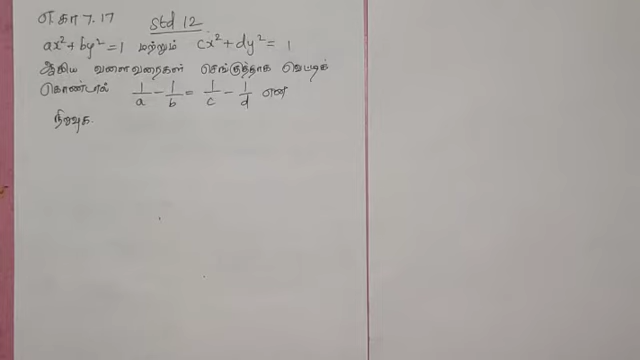 எ.கா 7.17 Std 12
ax²+by²=1 மற்றும் cx²+dy²=1
ஆகிய வளைவரைகள் செங்குத்தாக வெட்டிக்
கொண்டால் 1/a - 1/b = 1/c - 1/d என
நிறுவுக.